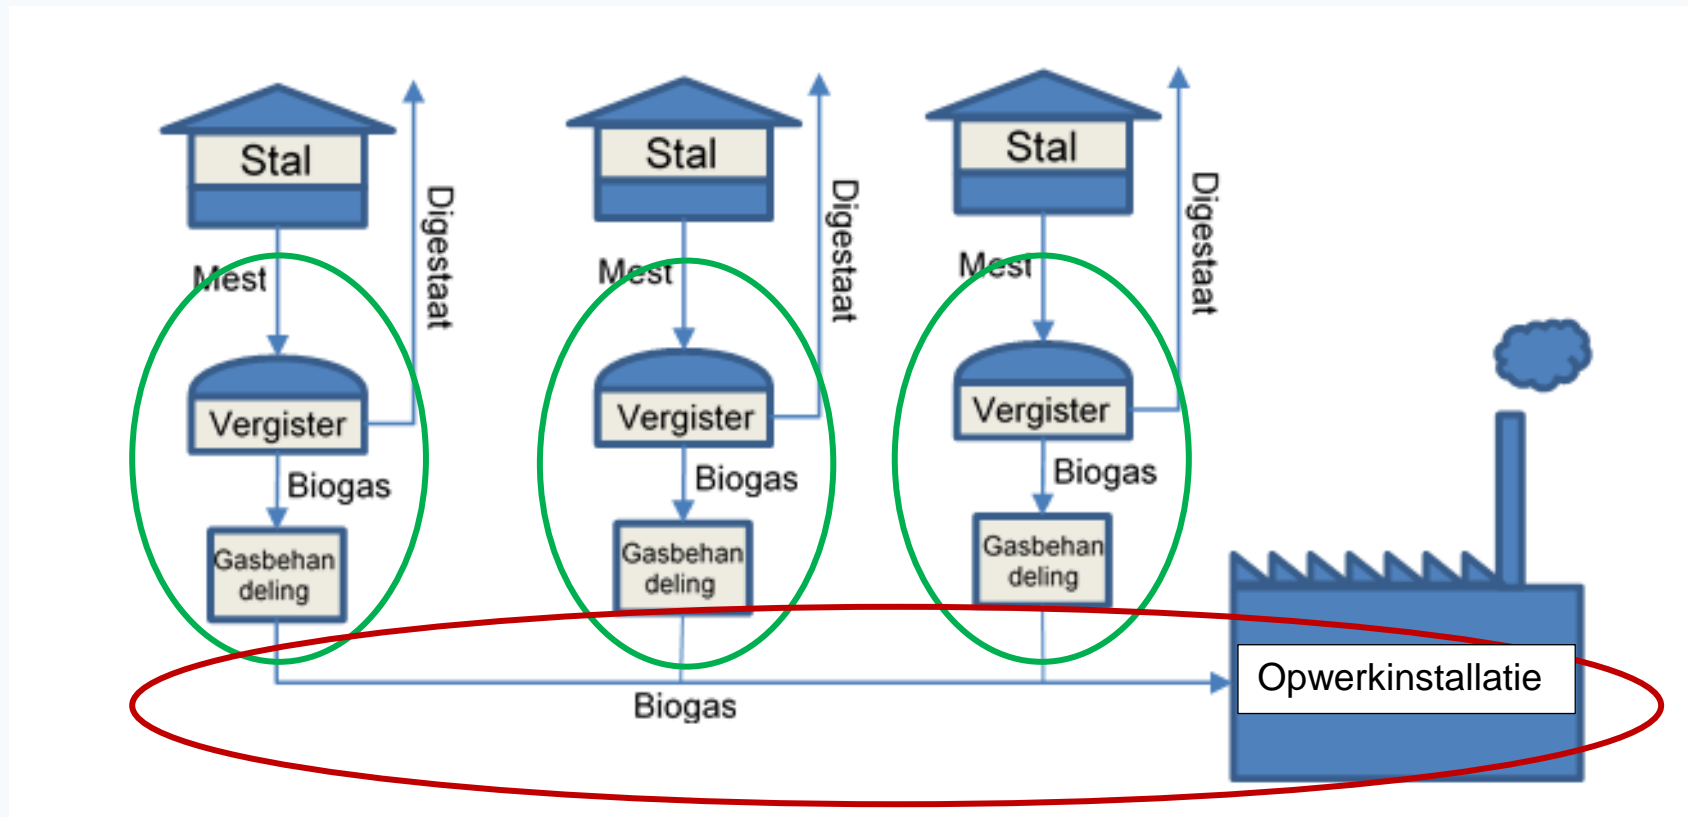 Stal
Mest
Digestaat
Vergister
Biogas
Gasbehan
deling
Stal
Mest
Digestaat
Vergister
Biogas
Gasbehan
deling
Stal
Mest
Digestaat
Vergister
Biogas
Gasbehan
deling
Biogas
Opwerkinstallatie